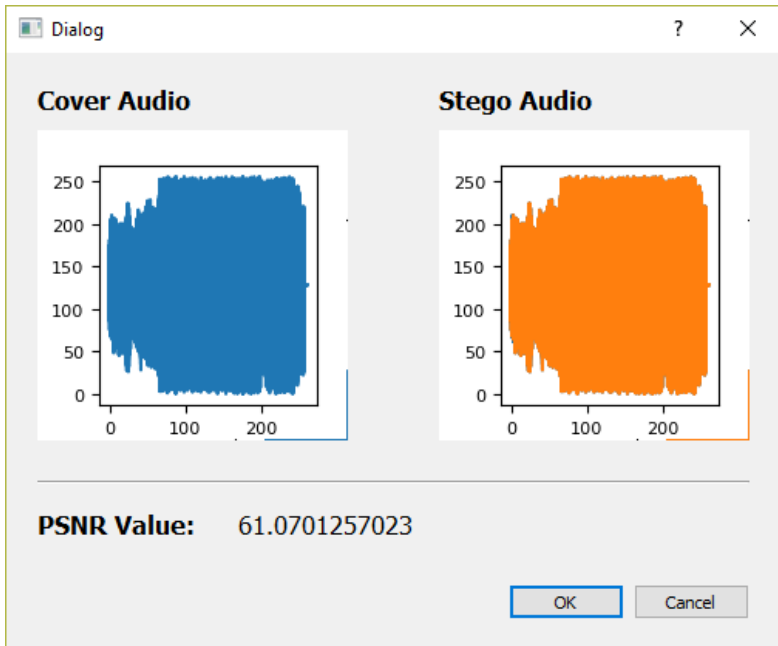 Dialog ?
Cover Audio Stego Audio
250 250
200 200
150 150
100 100
50 50
0 0
0 100 200 0 100 200
PSNR Value: 61.0701257023
OK Cancel